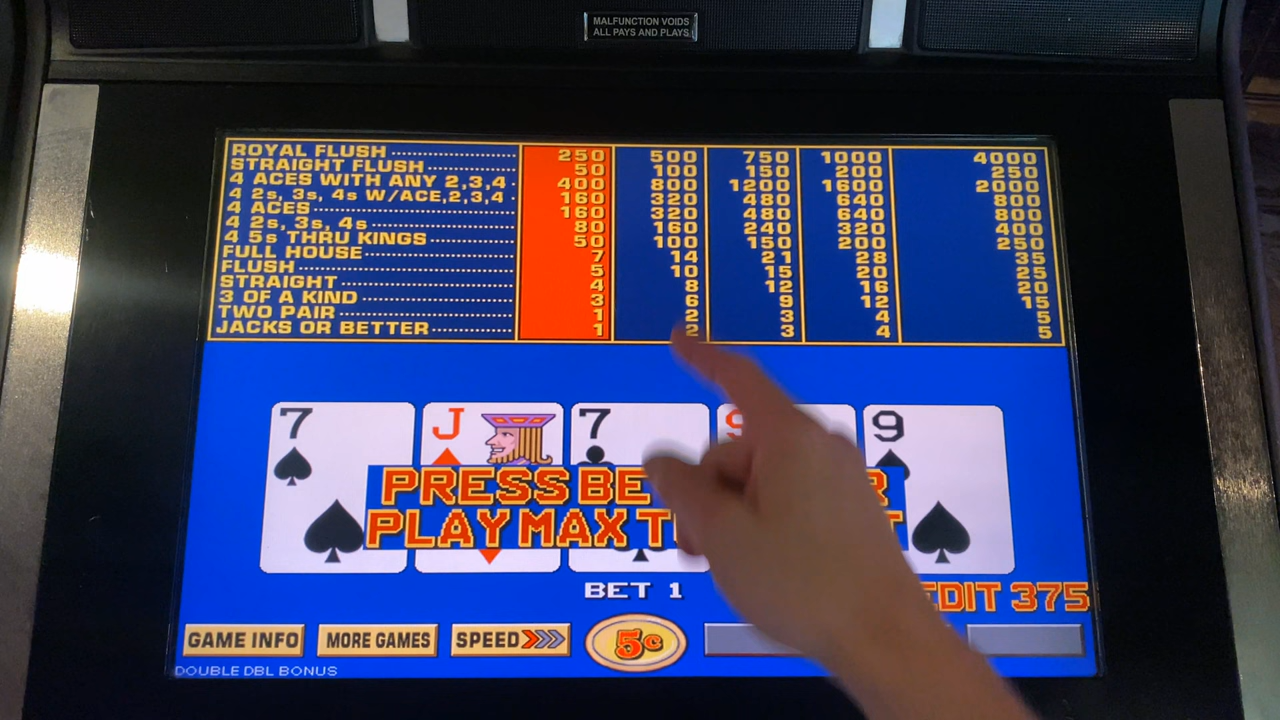 MALFUNCTION VOIDS
ALL PAYS AND PLAYS
ROYAL FLUSH 250 500 750 1000 4000
STRAIGHT FLUSH 50 100 150 200 250
4 ACES WITH ANY 2,3,4 400 800 1200 1600 2000
4 2s, 3s, 4s W/ACE,2,3,4 160 320 480 640 800
4 ACES 160 320 480 640 800
4 2s, 3s, 4s 80 160 240 320 400
4 5s THRU KINGS 50 100 150 200 250
FULL HOUSE 7 14 21 28 35
FLUSH 5 10 15 20 25
STRAIGHT 4 8 12 16 20
3 OF A KIND 3 6 9 12 15
TWO PAIR 1 2 3 4 5
JACKS OR BETTER 1 2 3 4 5
7 J 7 9
PRESS
PLAY MAX
BET 1
375
GAME INFO MORE GAMES SPEED 5¢
DOUBLE DBL BONUS